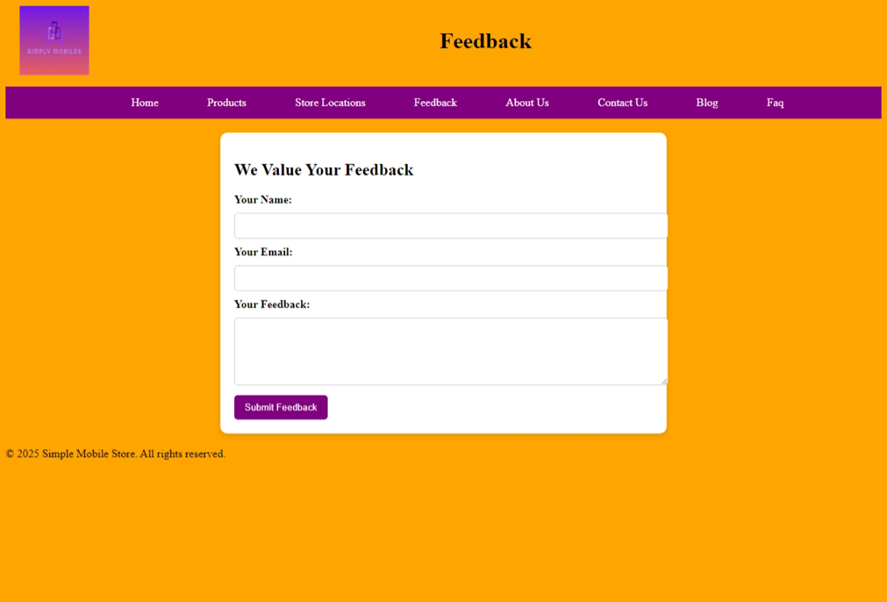 SIMPLY MOBILES
Feedback
Home Products Store Locations Feedback About Us Contact Us Blog Faq
We Value Your Feedback
Your Name:
Your Email:
Your Feedback:
Submit Feedback
© 2025 Simple Mobile Store. All rights reserved.